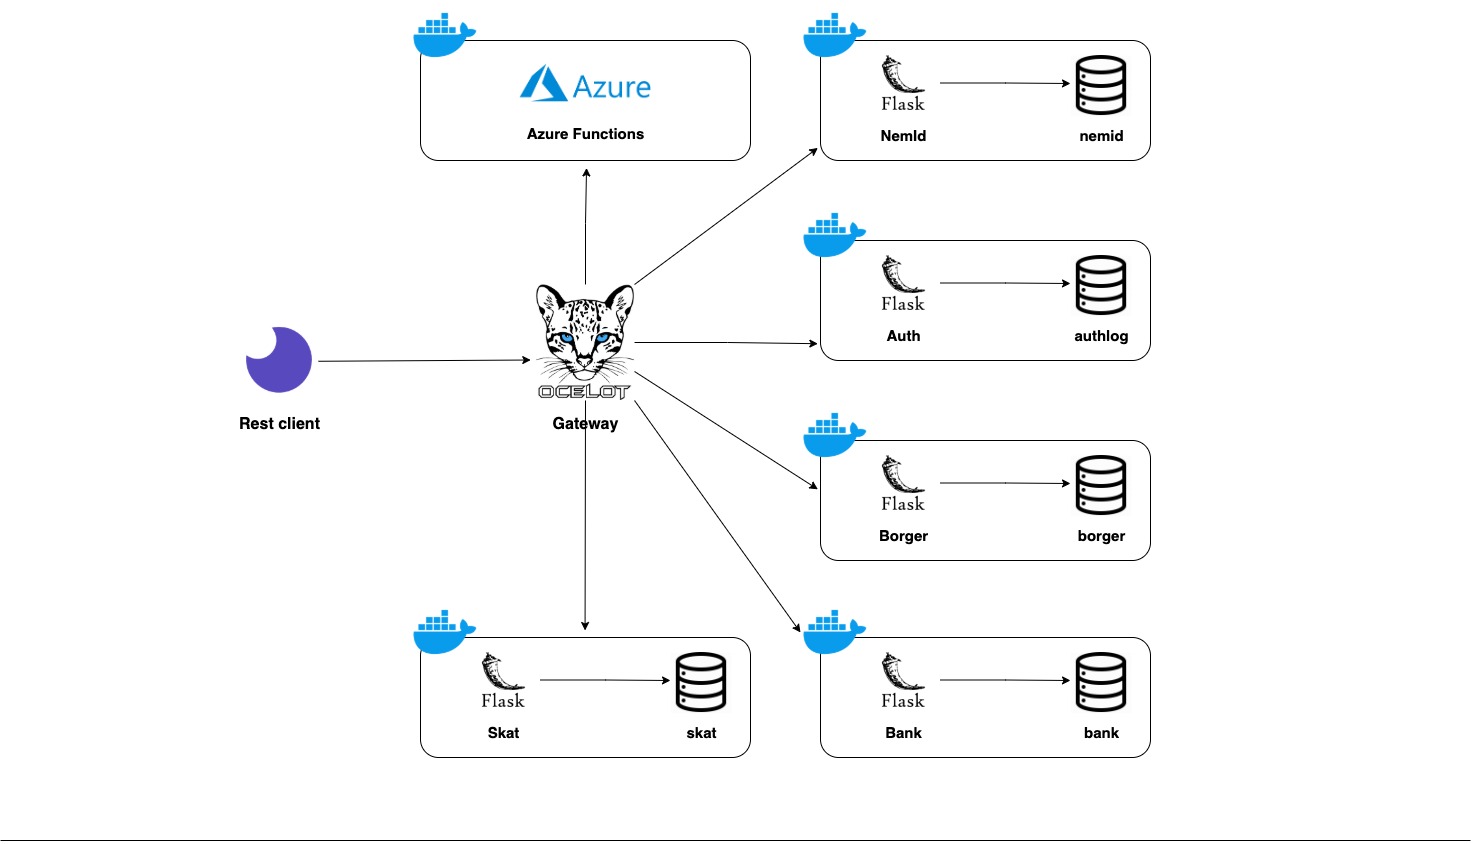 Azure
Azure Functions
Flask
NemId
nemid
Flask
Auth
authlog
OCELOT
Gateway
Rest client
Flask
Borger
borger
Flask
Skat
skat
Flask
Bank
bank